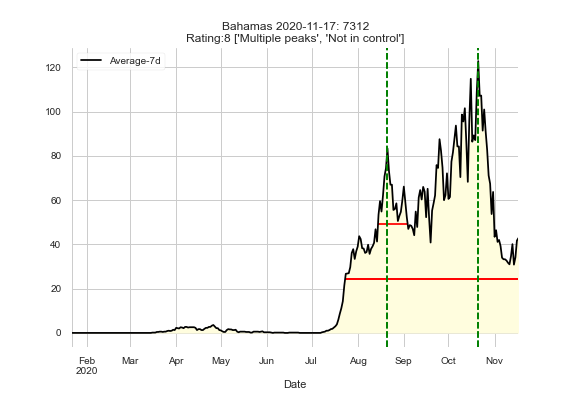 Bahamas 2020-11-17: 7312
Rating:8 ['Multiple peaks', 'Not in control']
Average-7d
120
100
80
60
40
20
0
Feb Mar Apr May Jun Jul Aug Sep Oct Nov
2020
Date